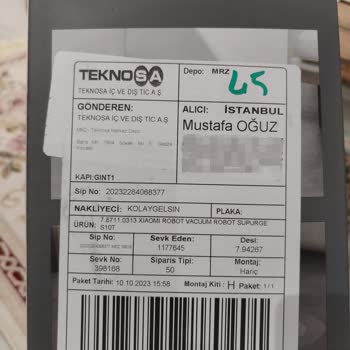 TEKNOSA
TEKNOSA İÇ VE DIŞ TİC A.Ş.
Depo: MRZ
45
GÖNDEREN:
TEKNOSA İÇ VE DIŞ TİC A.Ş
ALICI: İSTANBUL
Mustafa OĞUZ
KAPI:GINT1
Sip No: 20232284068377
NAKLİYECİ: KOLAYGELSIN
PLAKA:
ÜRÜN: 7.8711.0313 XIAOMI ROBOT VACUUM ROBOT SÜPÜRGE
S10T
Sip No: Sevk Eden: Desi:
1177645 7.94267
Sevk No: Siparis Tipi: Montaj:
398168 50 Hariç
Paket Tarihi: 10.10.2023 15:58 Montaj Kiti: H Paket: 1/1